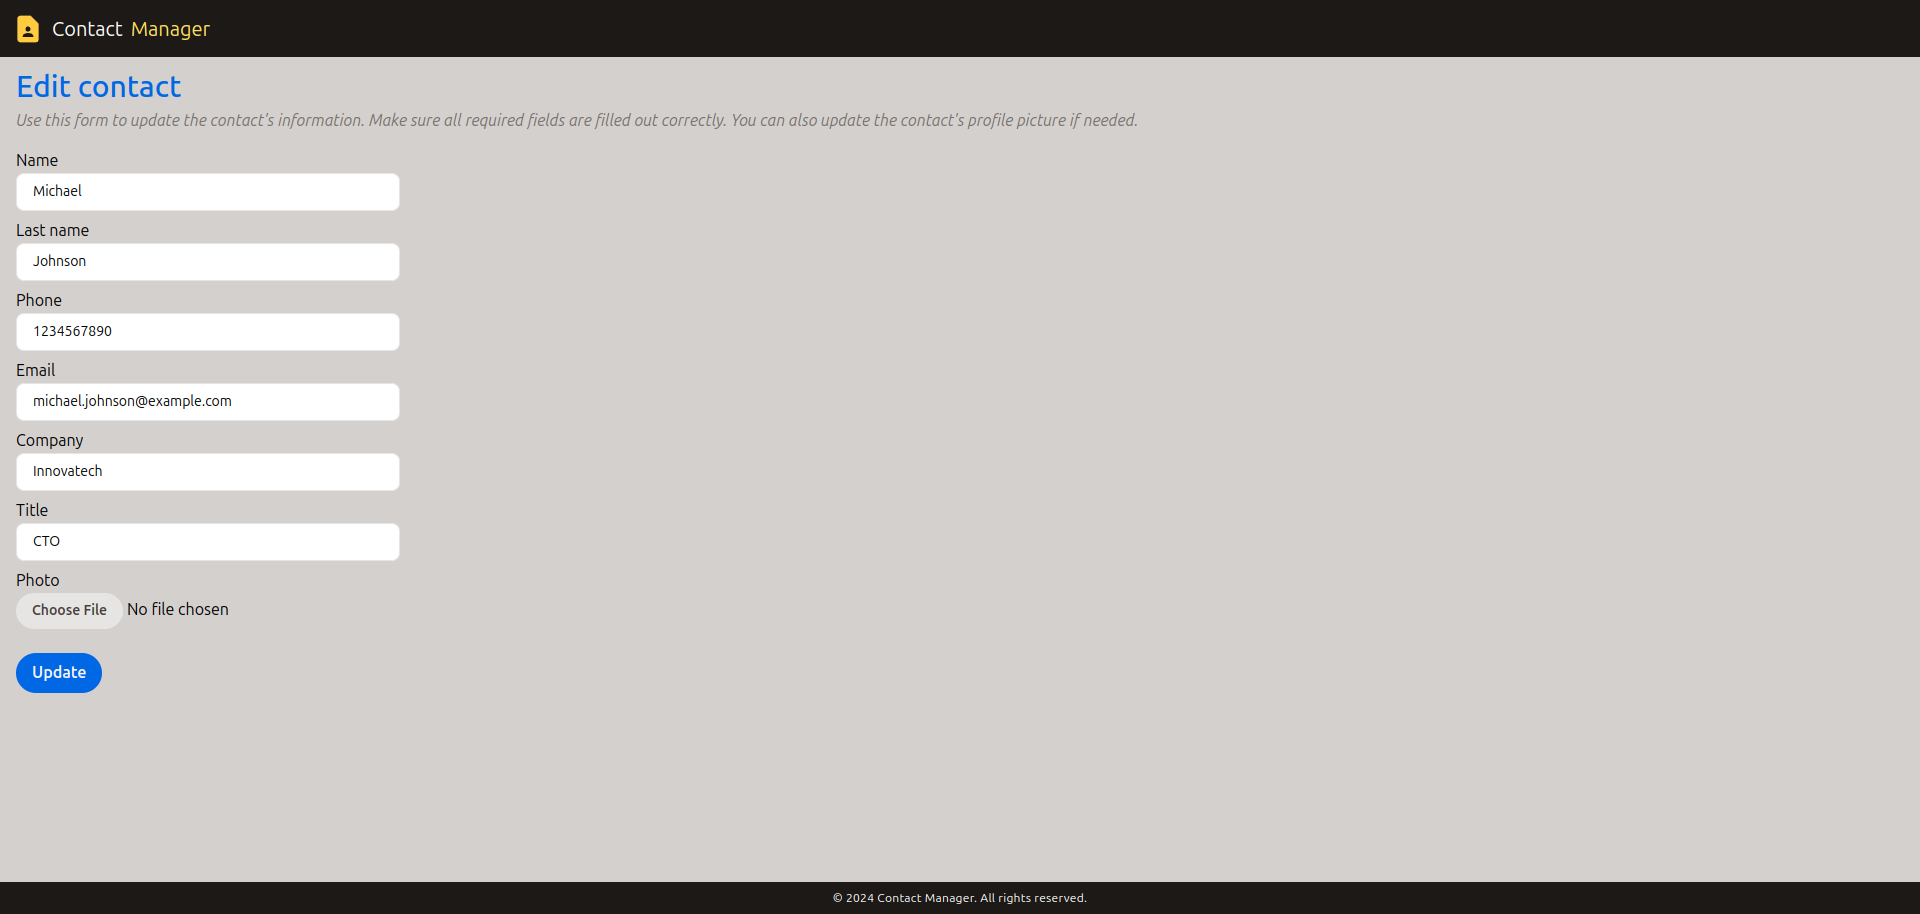 Contact Manager
Edit contact
Use this form to update the contact's information. Make sure all required fields are filled out correctly. You can also update the contact's profile picture if needed.
Name
Michael
Last name
Johnson
Phone
1234567890
Email
michael.johnson@example.com
Company
Innovatech
Title
CTO
Photo
Choose File No file chosen
Update
© 2024 Contact Manager. All rights reserved.